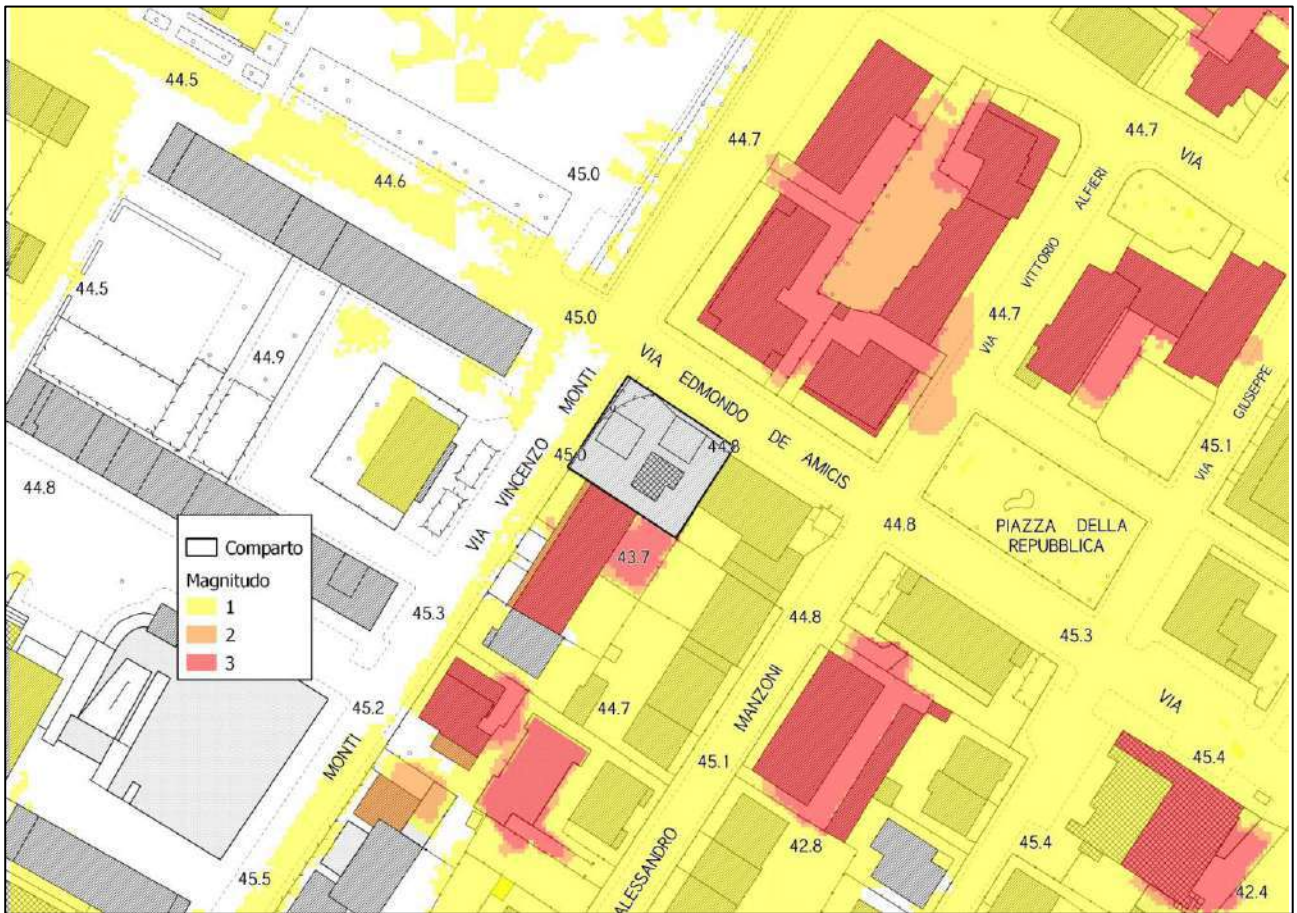 44.5
44.6
45.0
44.7
44.7
VIA
ALFIERI
VITTORIO
VIA
44.7
44.5
44.9
45.0
VIA EDMONDO DE AMICIS
VIA VINCENZO MONTI
45.0
44.8
GIUSEPPE
VIA
45.1
44.8
44.8
PIAZZA DELLA
REPUBBLICA
Comparto
Magnitudo
1
2
3
43.7
45.3
44.8
45.3
45.2
44.7
MANZONI
VIA
MONTI
45.1
45.4
ALESSANDRO
42.8
45.4
45.5
42.4